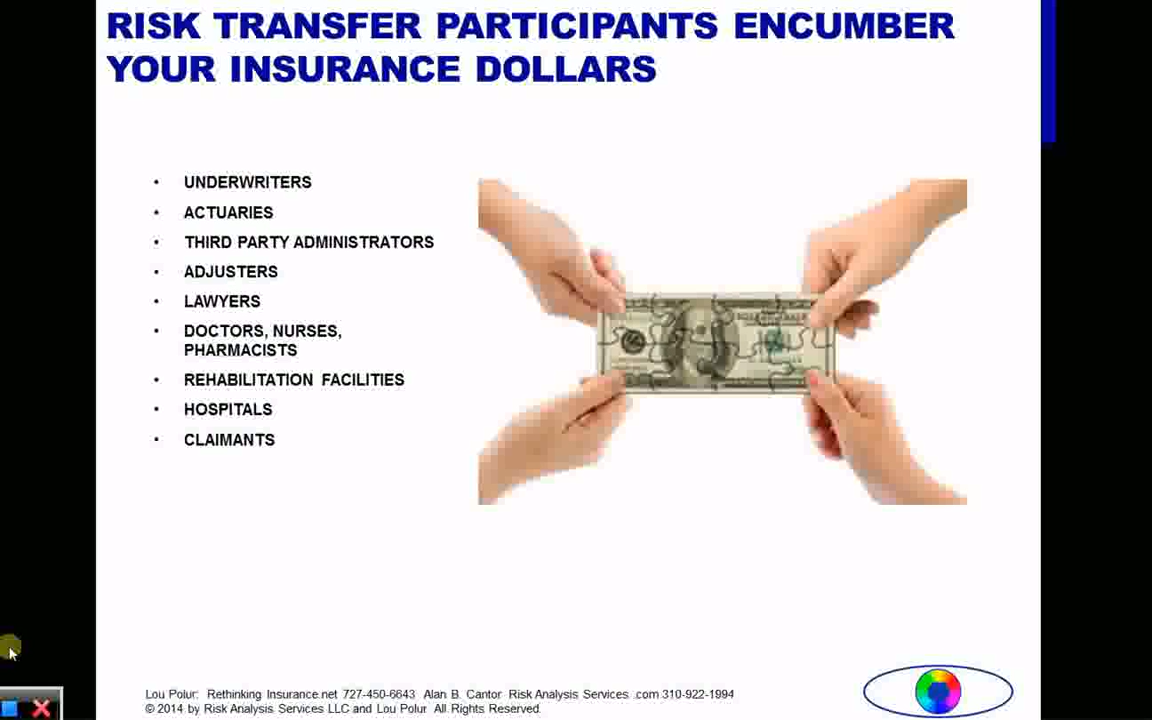 RISK TRANSFER PARTICIPANTS ENCUMBER
YOUR INSURANCE DOLLARS
• UNDERWRITERS
• ACTUARIES
• THIRD PARTY ADMINISTRATORS
• ADJUSTERS
• LAWYERS
• DOCTORS, NURSES,
PHARMACISTS
• REHABILITATION FACILITIES
• HOSPITALS
• CLAIMANTS
Lou Polur: Rethinking Insurance.net 727-450-6643 Alan B. Cantor Risk Analysis Services .com 310-922-1994
© 2014 by Risk Analysis Services LLC and Lou Polur All Rights Reserved.